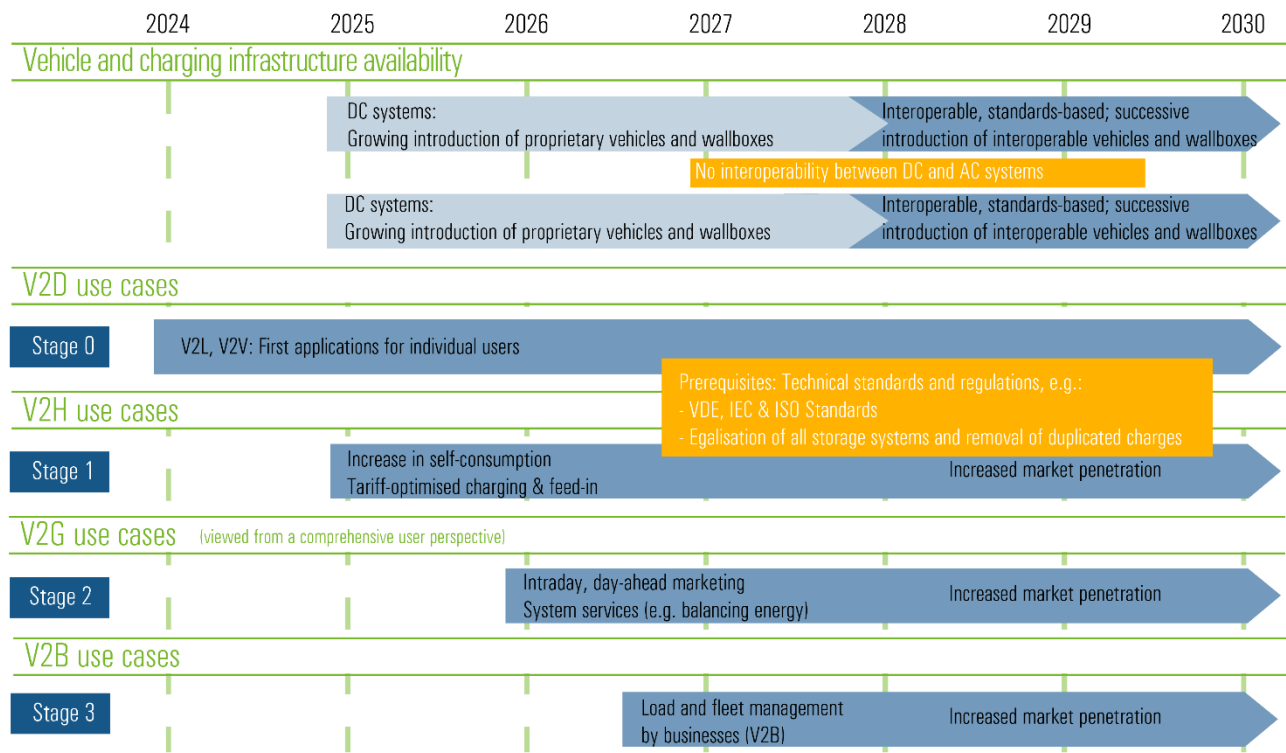 2024 2025 2026 2027 2028 2029 2030
Vehicle and charging infrastructure availability
DC systems:
Growing introduction of proprietary vehicles and wallboxes
Interoperable, standards-based; successive
introduction of interoperable vehicles and wallboxes
No interoperability between DC and AC systems
DC systems:
Growing introduction of proprietary vehicles and wallboxes
Interoperable, standards-based; successive
introduction of interoperable vehicles and wallboxes
V2D use cases
Stage 0
V2L, V2V: First applications for individual users
Prerequisites: Technical standards and regulations, e.g.:
- VDE, IEC & ISO Standards
- Egalisation of all storage systems and removal of duplicated charges
V2H use cases
Stage 1
Increase in self-consumption
Tariff-optimised charging & feed-in
Increased market penetration
V2G use cases (viewed from a comprehensive user perspective)
Stage 2
Intraday, day-ahead marketing
System services (e.g. balancing energy)
Increased market penetration
V2B use cases
Stage 3
Load and fleet management
by businesses (V2B)
Increased market penetration